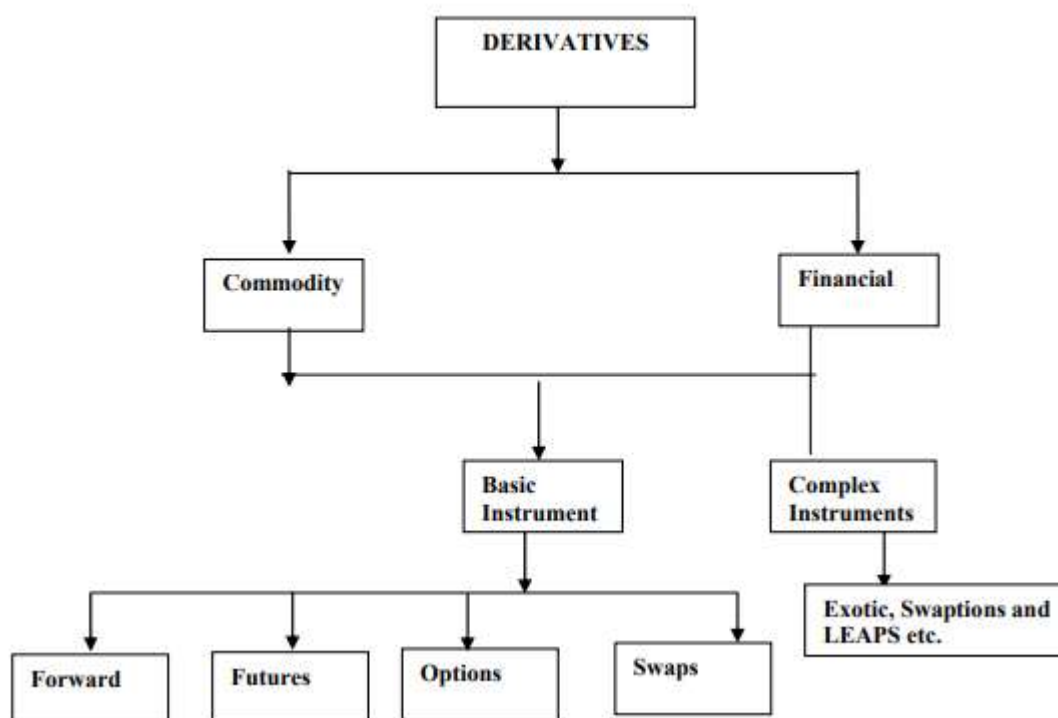 DERIVATIVES
Commodity
Financial
Basic
Instrument
Complex
Instruments
Exotic, Swaptions and
LEAPS etc.
Forward
Futures
Options
Swaps